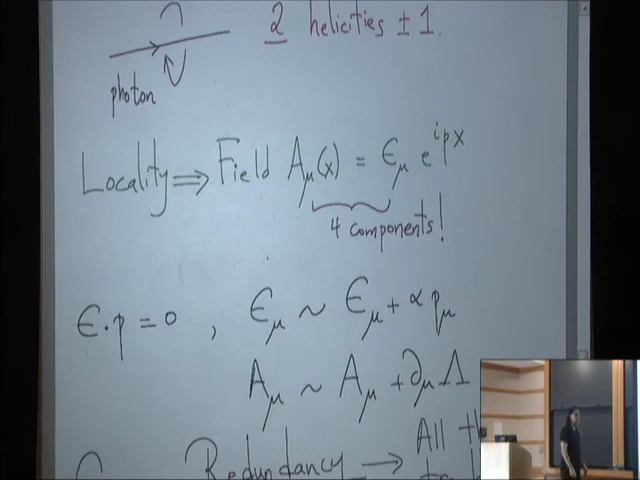 2 helicities ± 1.
photon
Locality ⟹ Field A_μ(x) = ϵ_μ e^{ipx}
4 components!
ϵ·p = 0 , ϵ_μ ~ ϵ_μ + α p_μ
A_μ ~ A_μ + ∂_μ Λ
Redundancy → All